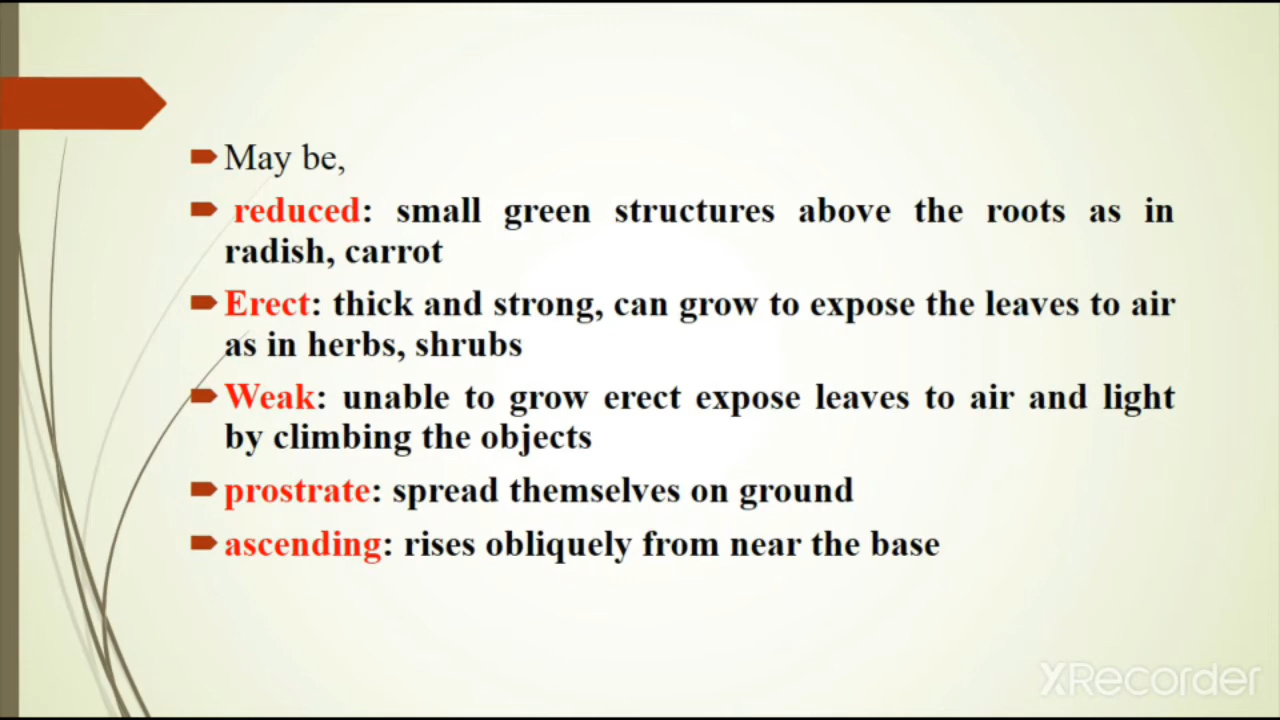 May be,
reduced: small green structures above the roots as in
radish, carrot
Erect: thick and strong, can grow to expose the leaves to air
as in herbs, shrubs
Weak: unable to grow erect expose leaves to air and light
by climbing the objects
prostrate: spread themselves on ground
ascending: rises obliquely from near the base
XRecorder